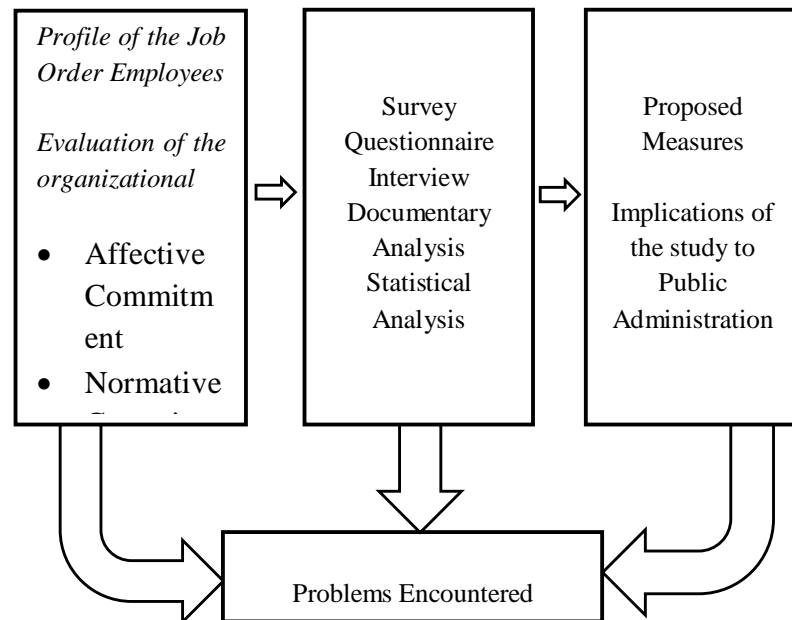 Profile of the Job
Order Employees
Evaluation of the
organizational
• Affective
Commitm
ent
• Normative
Survey
Questionnaire
Interview
Documentary
Analysis
Statistical
Analysis
Proposed
Measures
Implications of
the study to
Public
Administration
Problems Encountered